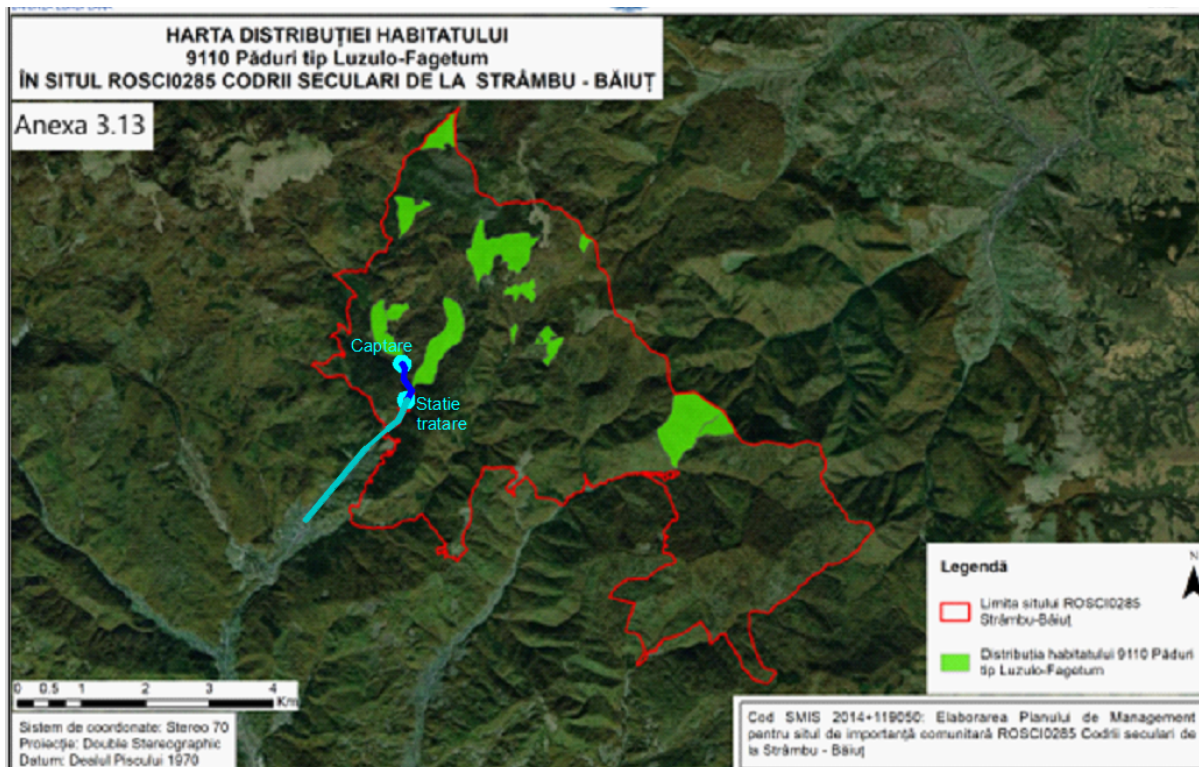 HARTA DISTRIBUȚIEI HABITATULUI
9110 Păduri tip Luzulo-Fagetum
ÎN SITUL ROSCI0285 CODRII SECULARI DE LA STRÂMBU - BĂIUȚ
Anexa 3.13
Captare
Statie
tratare
Legendă
Limita sitului ROSCI0285
Strâmbu-Băiuț
Distribuția habitatului 9110 Păduri
tip Luzulo-Fagetum
N
0 0.5 1 2 3 4
Km
Sistem de coordonate: Stereo 70
Proiecție: Double Stereographic
Datum: Dealul Piscului 1970
Cod SMIS 2014+119050: Elaborarea Planului de Management
pentru situl de importanță comunitară ROSCI0285 Codrii seculari de
la Strâmbu - Băiuț